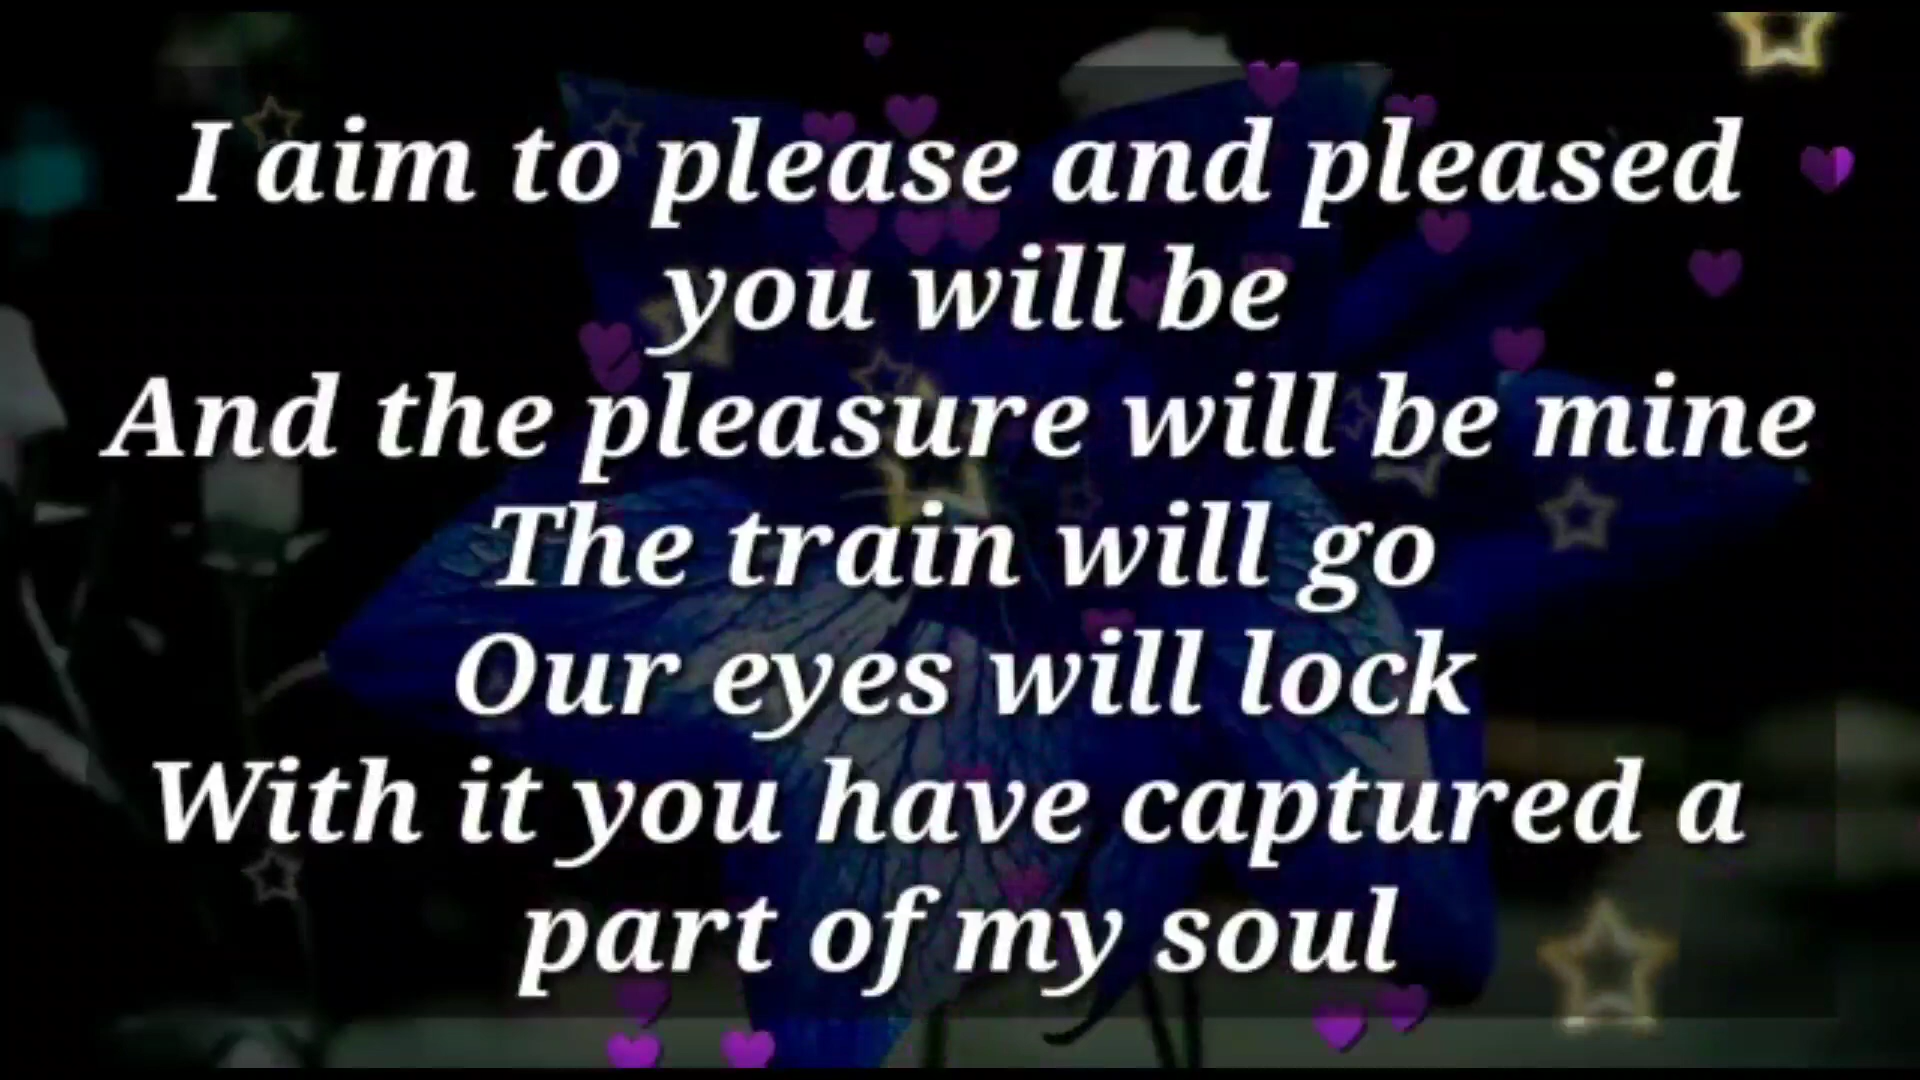 I aim to please and pleased
you will be
And the pleasure will be mine
The train will go
Our eyes will lock
With it you have captured a
part of my soul